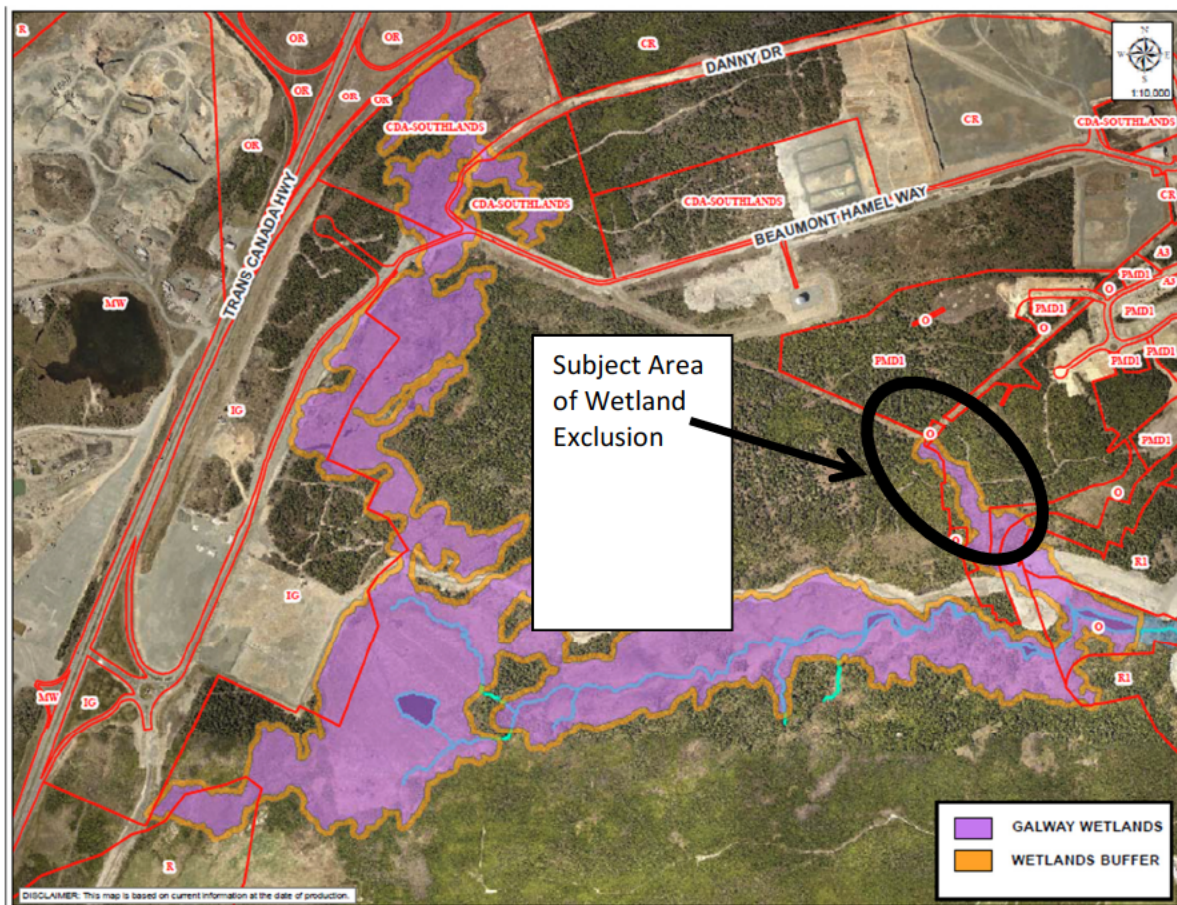 R
OR
OR
CR
DANNY DR
N
W
E
S
1:10,000
OR
OR
OR
CDA-SOUTHLANDS
CR
CDA-SOUTHLANDS
TRANS CANADA HWY
CDA-SOUTHLANDS
CDA-SOUTHLANDS
CR
BEAUMONT HAMEL WAY
A3
PMD1
A3
MW
O
PMD1
PMD1
O
O
PMD1
PMD1
PMD1
Subject Area
of Wetland
Exclusion
IG
O
O
O
R1
IG
O
MW
IG
R1
R
GALWAY WETLANDS
WETLANDS BUFFER
DISCLAIMER: This map is based on current information at the date of production.